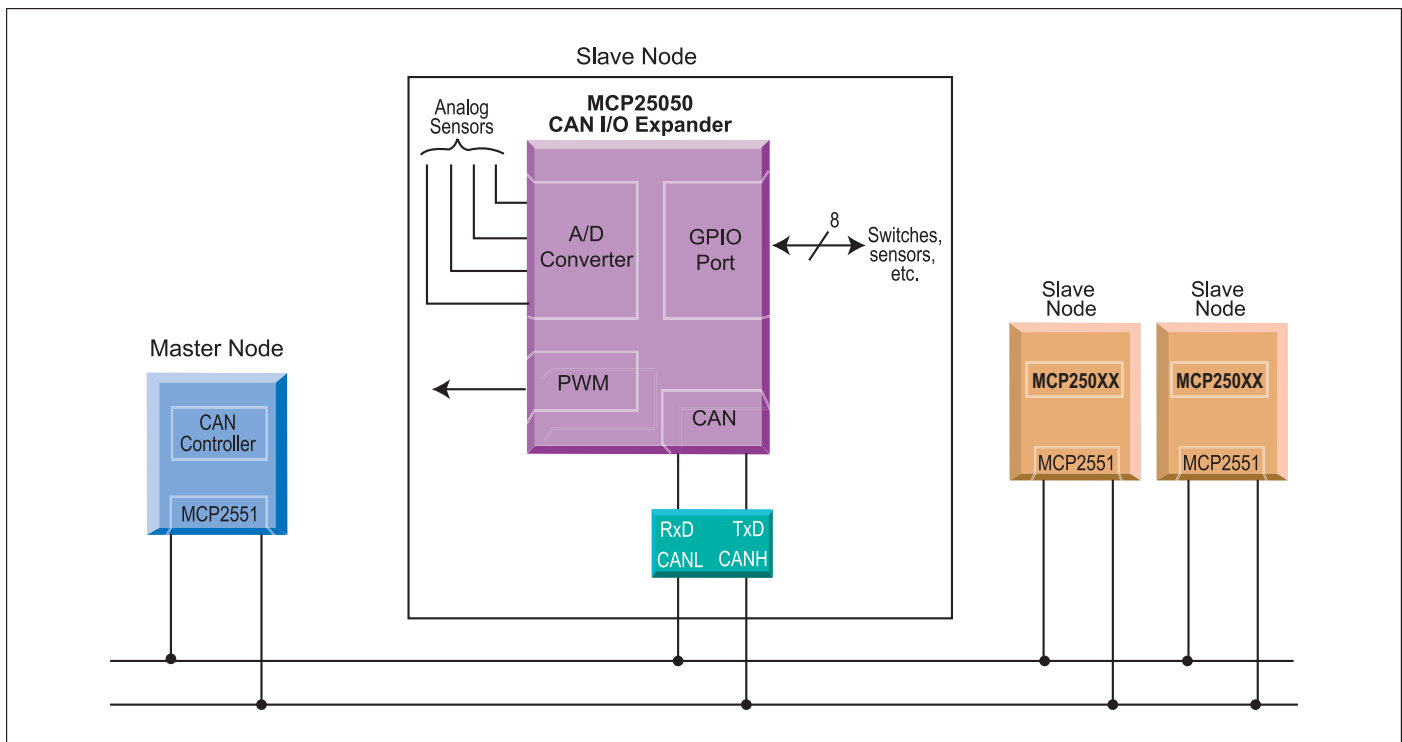 Slave Node
MCP25050
CAN I/O Expander
Analog
Sensors
A/D
Converter
GPIO
Port
8
Switches,
sensors,
etc.
PWM
CAN
RxD TxD
CANL CANH
Master Node
CAN
Controller
MCP2551
Slave
Node
MCP250XX
MCP2551
Slave
Node
MCP250XX
MCP2551